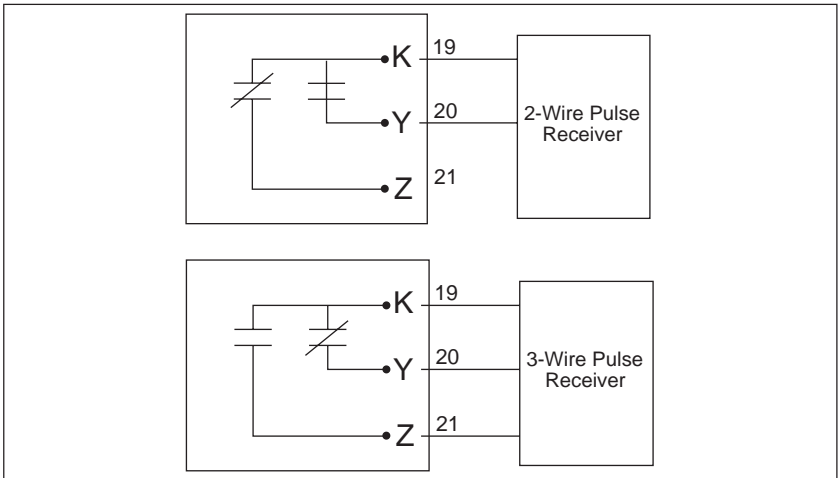 K 19
Y 20
Z 21
2-Wire Pulse
Receiver
K 19
Y 20
Z 21
3-Wire Pulse
Receiver